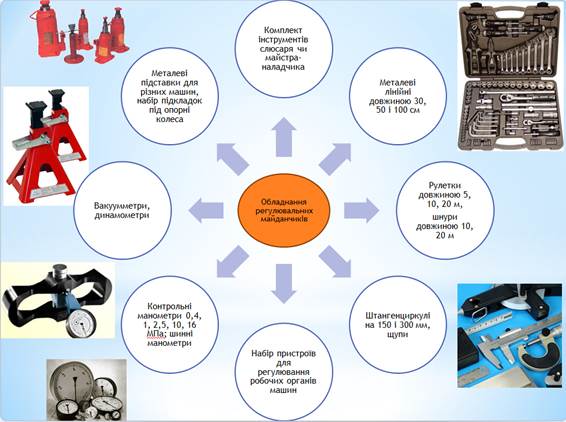 Комплект
інструментів
слюсаря чи
майстра-
наладчика
Металеві
підставки для
різних машин,
набір підкладок
під опорні
колеса
Металеві
лінійні
довжиною 30,
50 і 100 см
Вакуумметри,
динамометри
Обладнання
регулювальних
майданчиків
Рулетки
довжиною 5,
10, 20 м,
шнури
довжиною 10,
20 м
Контрольні
манометри 0,4,
1, 2,5, 10, 16
МПа; шинні
манометри
Штангенциркулі
на 150 і 300 мм,
щупи
Набір пристроїв
для
регулювання
робочих органів
машин